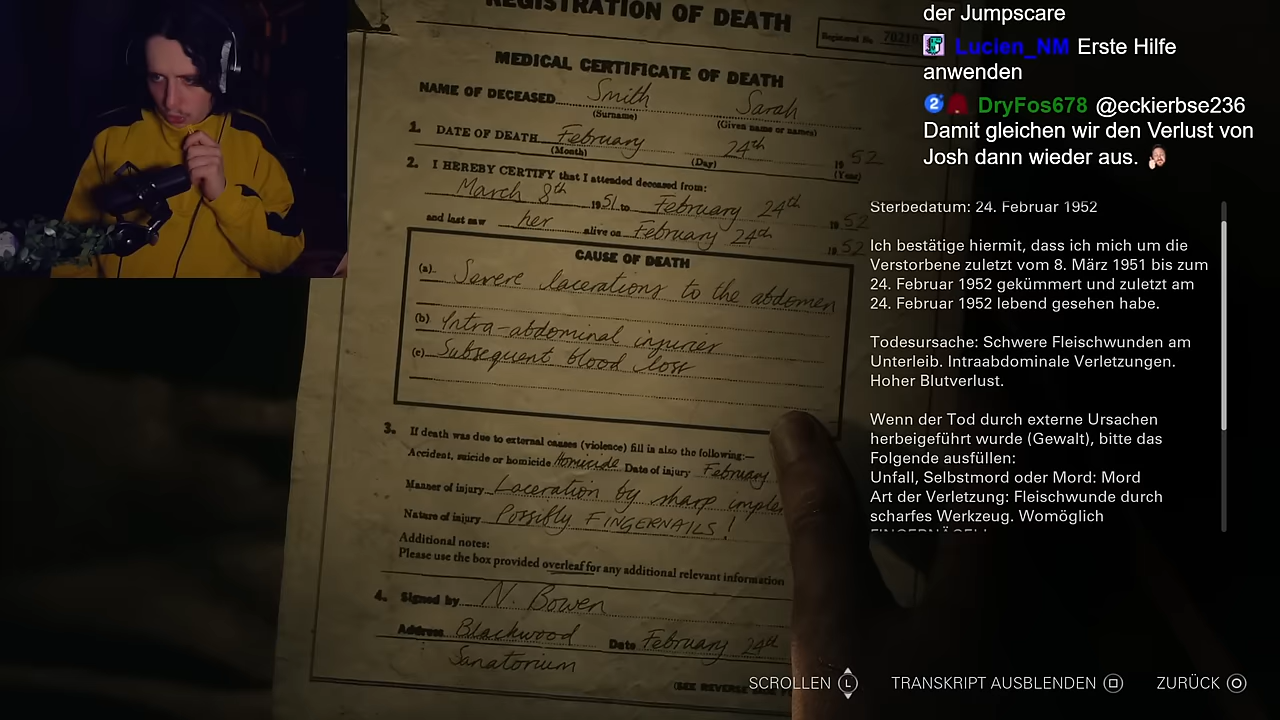 REGISTRATION OF DEATH
Registered No.
MEDICAL CERTIFICATE OF DEATH
NAME OF DECEASED Smith Sarah
(Surname) (Given name or names)
1. DATE OF DEATH February 24th 1952
(Month) (Day) (Year)
2. I HEREBY CERTIFY that I attended deceased from:
March 8th 1951 to February 24th 1952
and last saw her alive on February 24th 1952
CAUSE OF DEATH
(a) Severe lacerations to the abdomen
(b) Intra-abdominal injuries
(c) Subsequent blood loss
3. If death was due to external causes (violence) fill in also the following:—
Accident, suicide or homicide Homicide Date of injury February
Manner of injury Laceration by sharp imple
Nature of injury Possibly FINGERNAILS!
Additional notes:
Please use the box provided overleaf for any additional relevant information
4. Signed by N. Bowen
Address Blackwood Date February 24th
Sanatorium
(SEE REVERSE
der Jumpscare
Lucien_NM Erste Hilfe
anwenden
2 DryFos678 @eckierbse236
Damit gleichen wir den Verlust von
Josh dann wieder aus.
Sterbedatum: 24. Februar 1952
Ich bestätige hiermit, dass ich mich um die
Verstorbene zuletzt vom 8. März 1951 bis zum
24. Februar 1952 gekümmert und zuletzt am
24. Februar 1952 lebend gesehen habe.
Todesursache: Schwere Fleischwunden am
Unterleib. Intraabdominale Verletzungen.
Hoher Blutverlust.
Wenn der Tod durch externe Ursachen
herbeigeführt wurde (Gewalt), bitte das
Folgende ausfüllen:
Unfall, Selbstmord oder Mord: Mord
Art der Verletzung: Fleischwunde durch
scharfes Werkzeug. Womöglich
SCROLLEN L
TRANSKRIPT AUSBLENDEN
ZURÜCK